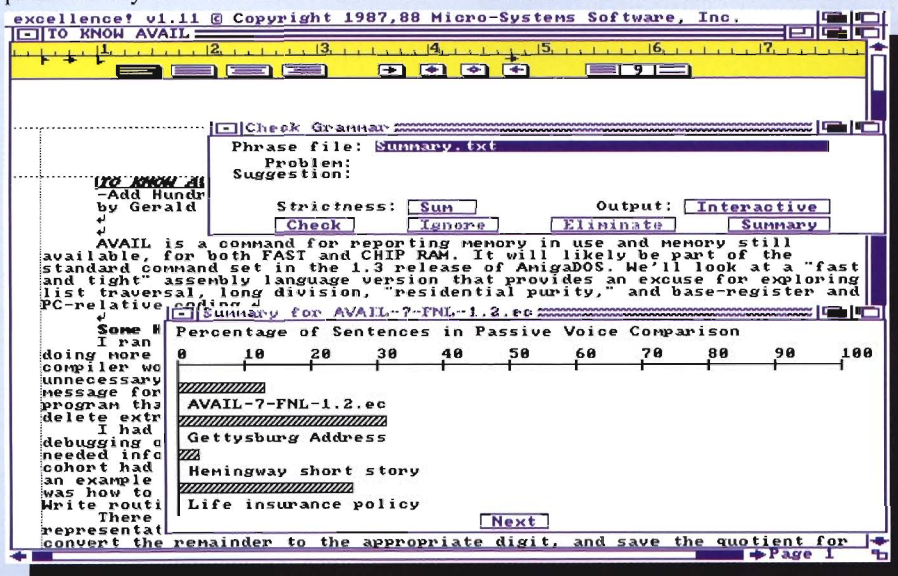 excellence! v1.11 © Copyright 1987,88 Micro-Systems Software, Inc.
TO KNOW AVAIL
1 2 3 4 5 6 7
9
Check Grammar
Phrase file: Summary.txt
Problem:
Suggestion:
Strictness: Sum Output: Interactive
Check Ignore Eliminate Summary
TO KNOW A
-Add Hundr
by Gerald
AVAIL is a command for reporting memory in use and memory still
available, for both FAST and CHIP RAM. It will likely be part of the
standard command set in the 1.3 release of AmigaDOS. We'll look at a "fast
and tight" assembly language version that provides an excuse for exploring
list traversal, long division, "residential purity," and base-register and
PC-relative coding.
Summary for AVAIL-7-FNL-1.2.ec
Percentage of Sentences in Passive Voice Comparison
0 10 20 30 40 50 60 70 80 90 100
AVAIL-7-FNL-1.2.ec
Gettysburg Address
Hemingway short story
Life insurance policy
Next
Some H
I ran
doing more
compiler wo
unnecessary
message for
program tha
delete extr
I had
debugging
needed info
cohort had
an example
was how to
Write routi
There
representat
convert the remainder to the appropriate digit, and save the quotient for
Page 1